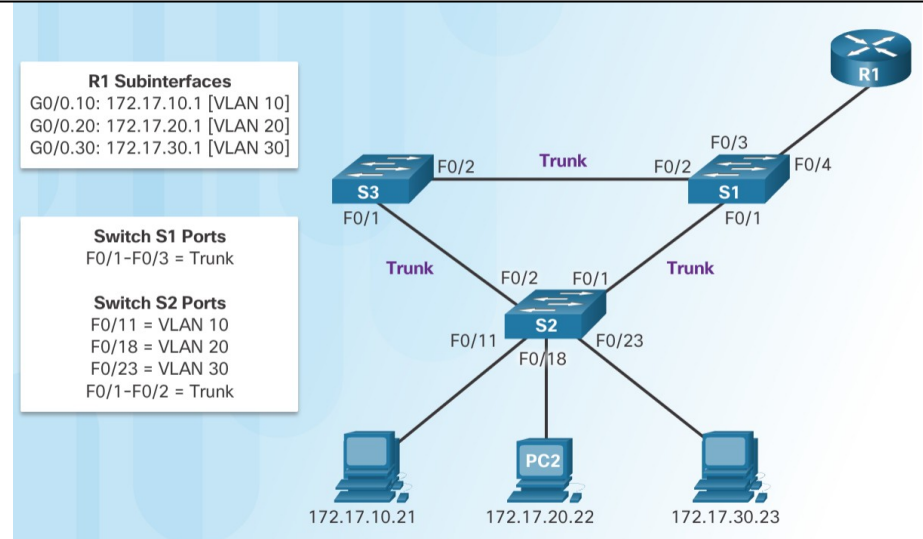 R1 Subinterfaces
G0/0.10: 172.17.10.1 [VLAN 10]
G0/0.20: 172.17.20.1 [VLAN 20]
G0/0.30: 172.17.30.1 [VLAN 30]
Switch S1 Ports
F0/1-F0/3 = Trunk
Switch S2 Ports
F0/11 = VLAN 10
F0/18 = VLAN 20
F0/23 = VLAN 30
F0/1-F0/2 = Trunk
R1
F0/3
F0/2
Trunk
F0/2
F0/4
S3
S1
F0/1
F0/1
Trunk
Trunk
F0/2
F0/1
S2
F0/11
F0/18
F0/23
PC2
172.17.10.21
172.17.20.22
172.17.30.23